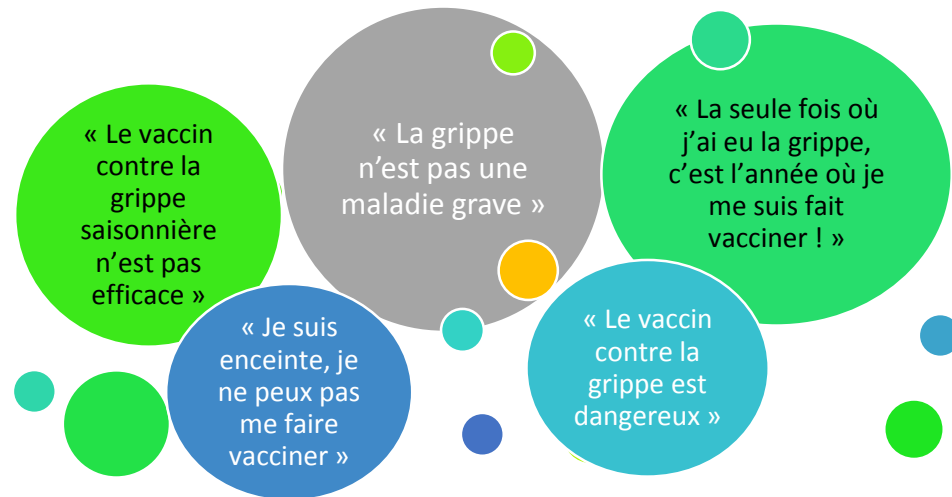 « Le vaccin
contre la
grippe
saisonnière
n’est pas
efficace »
« La grippe
n’est pas une
maladie grave »
« La seule fois où
j’ai eu la grippe,
c’est l’année où je
me suis fait
vacciner ! »
« Je suis
enceinte, je
ne peux pas
me faire
vacciner »
« Le vaccin
contre la
grippe est
dangereux »